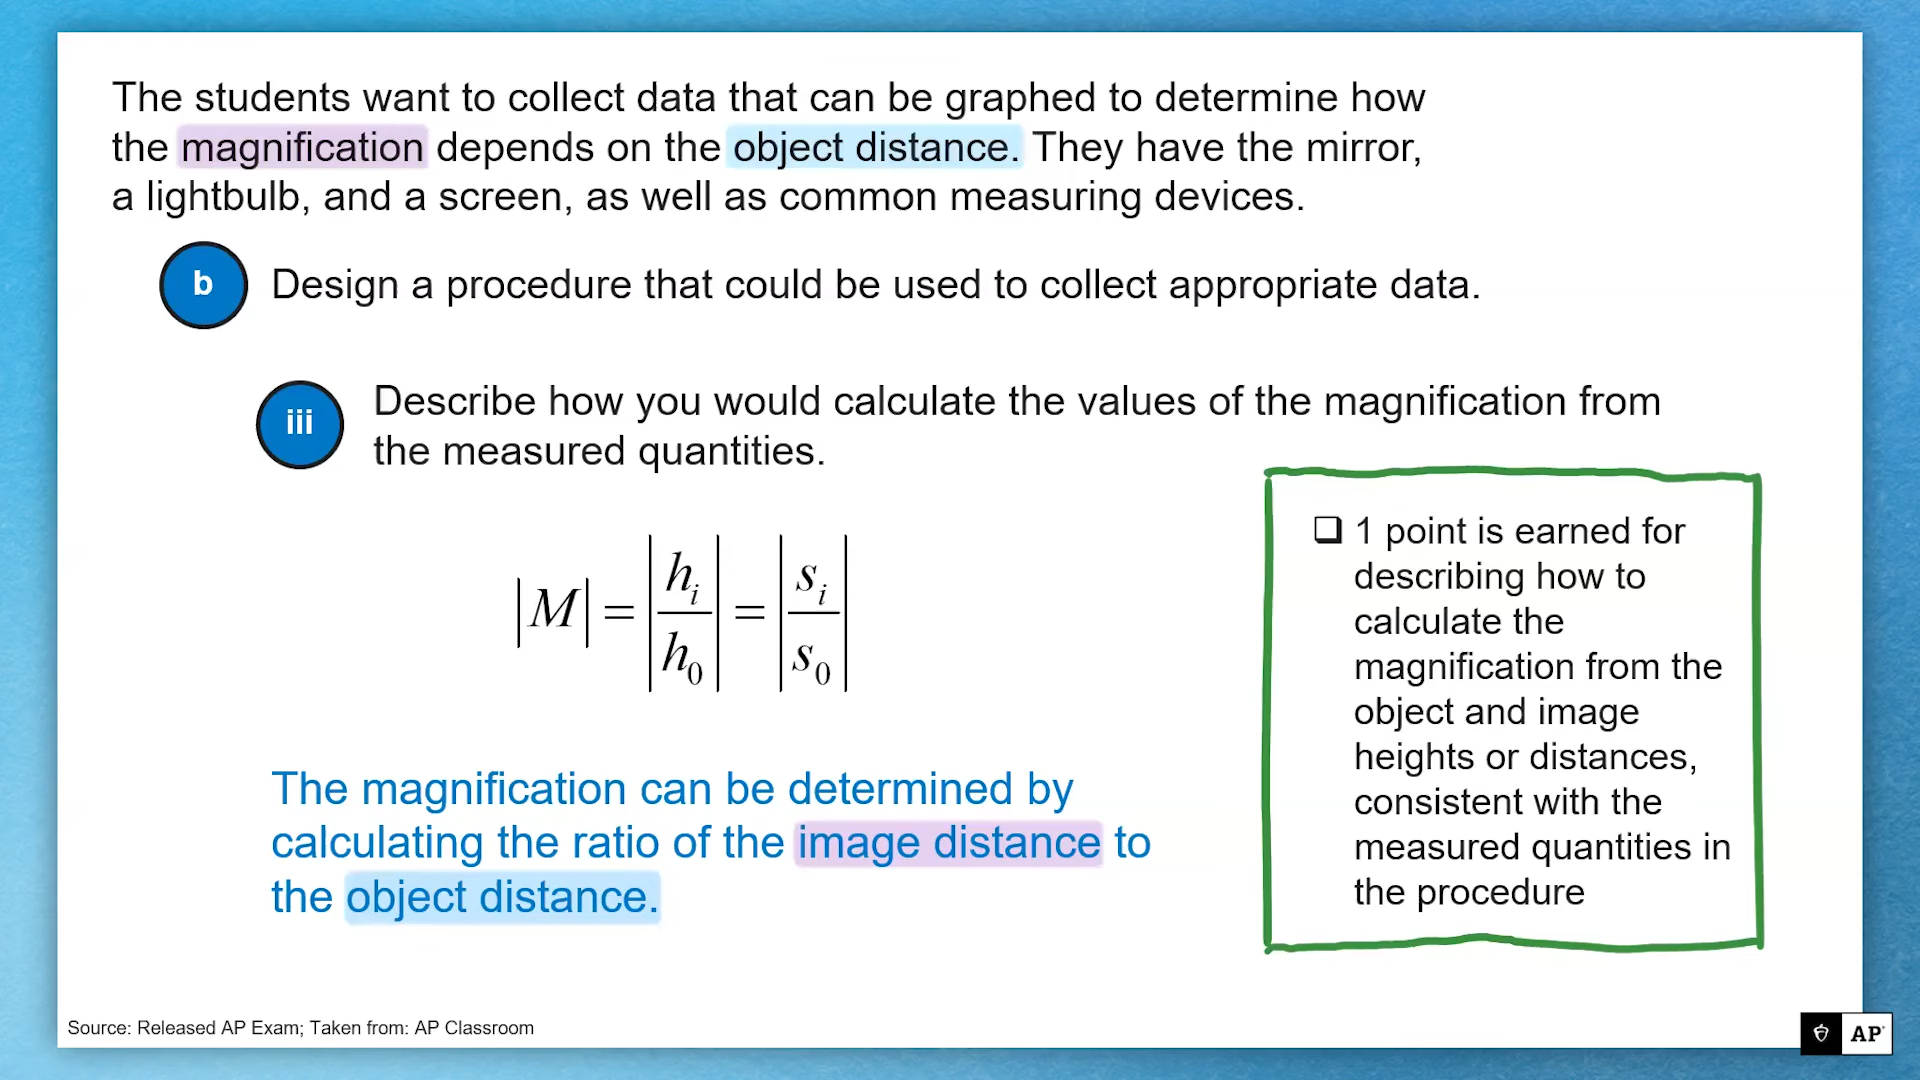 The students want to collect data that can be graphed to determine how
the magnification depends on the object distance. They have the mirror,
a lightbulb, and a screen, as well as common measuring devices.
b Design a procedure that could be used to collect appropriate data.
iii Describe how you would calculate the values of the magnification from
the measured quantities.
|M| = |h_i / h_0| = |s_i / s_0|
The magnification can be determined by
calculating the ratio of the image distance to
the object distance.
❑ 1 point is earned for
describing how to
calculate the
magnification from the
object and image
heights or distances,
consistent with the
measured quantities in
the procedure
Source: Released AP Exam; Taken from: AP Classroom
AP